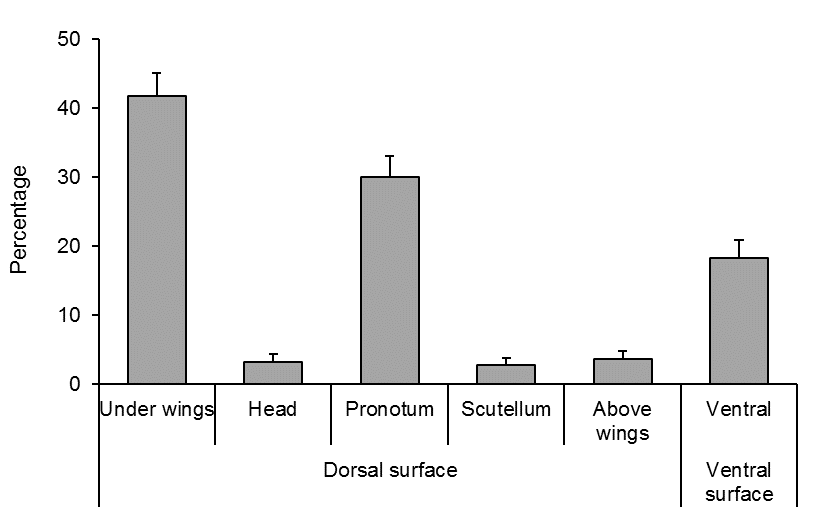 50
40
30
20
10
0
Percentage
Under wings Head Pronotum Scutellum Above wings Ventral
Dorsal surface Ventral surface